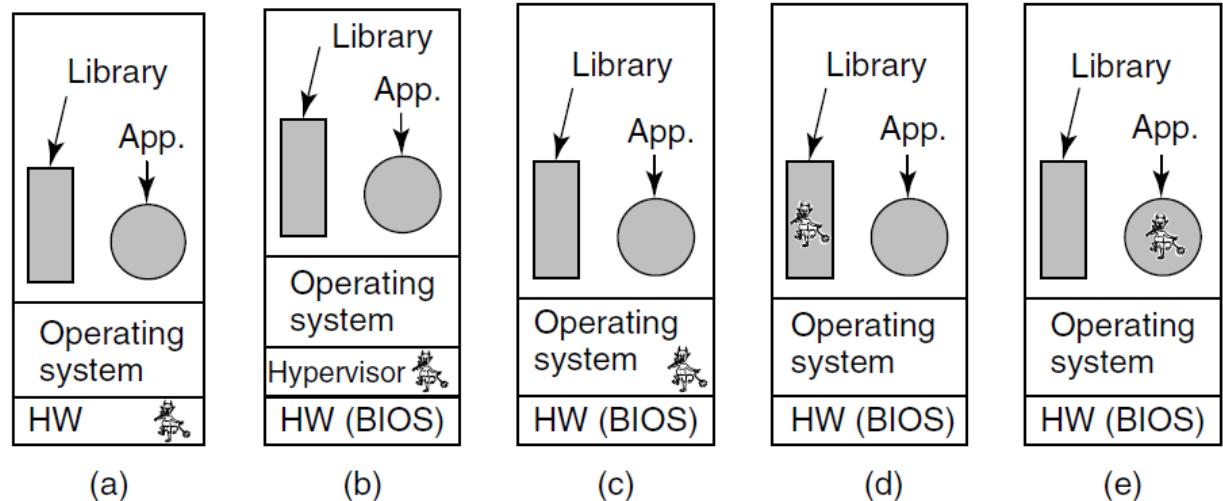 Library
App.
Operating
system
HW
(a)
Library
App.
Operating
system
Hypervisor
HW (BIOS)
(b)
Library
App.
Operating
system
HW (BIOS)
(c)
Library
App.
Operating
system
HW (BIOS)
(d)
Library
App.
Operating
system
HW (BIOS)
(e)